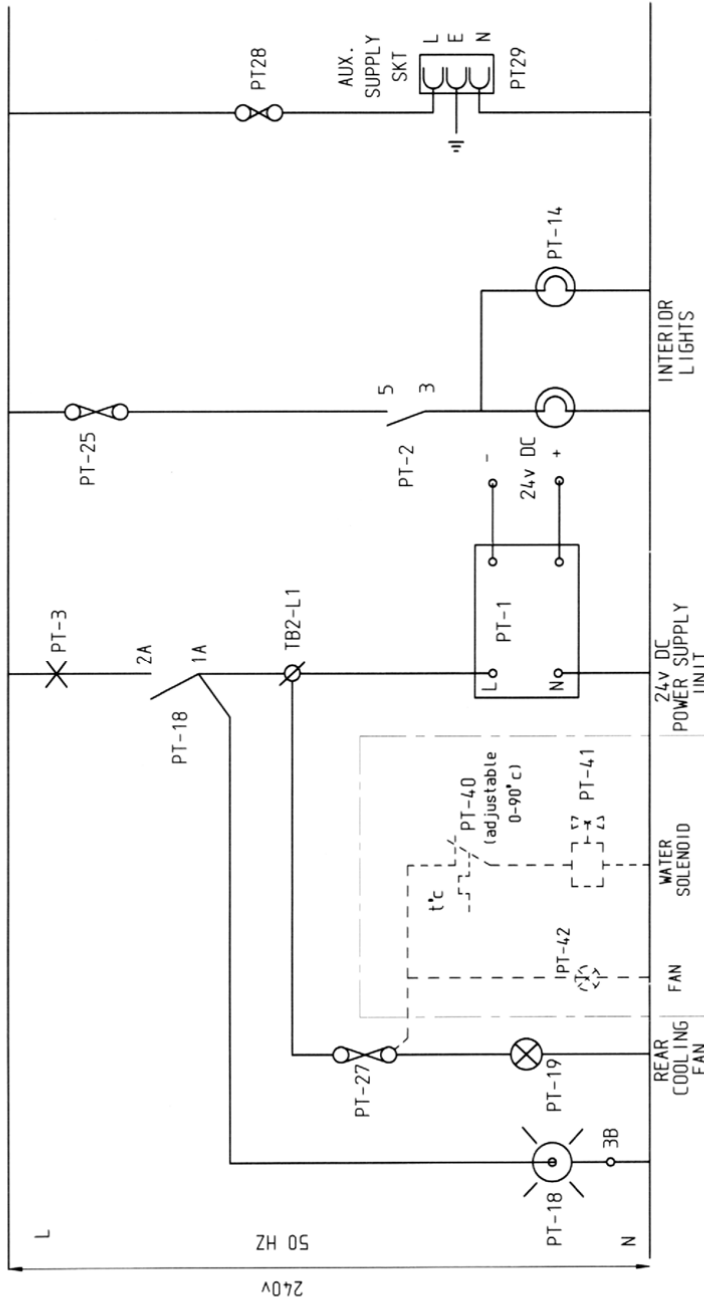 240v
50 HZ
L
N
PT-18
3B
PT-27
PT-19
REAR
COOLING
FAN
PT-18
2A
1A
PT-3
TB2-L1
t°c
PT-40
(adjustable
0-90°c)
PT-42
FAN
PT-41
WATER
SOLENOID
L
N
PT-1
-
24v DC
+
24v DC
POWER SUPPLY
UNIT
PT-25
5
3
PT-2
PT-14
INTERIOR
LIGHTS
PT28
AUX.
SUPPLY
SKT
L
E
N
PT29